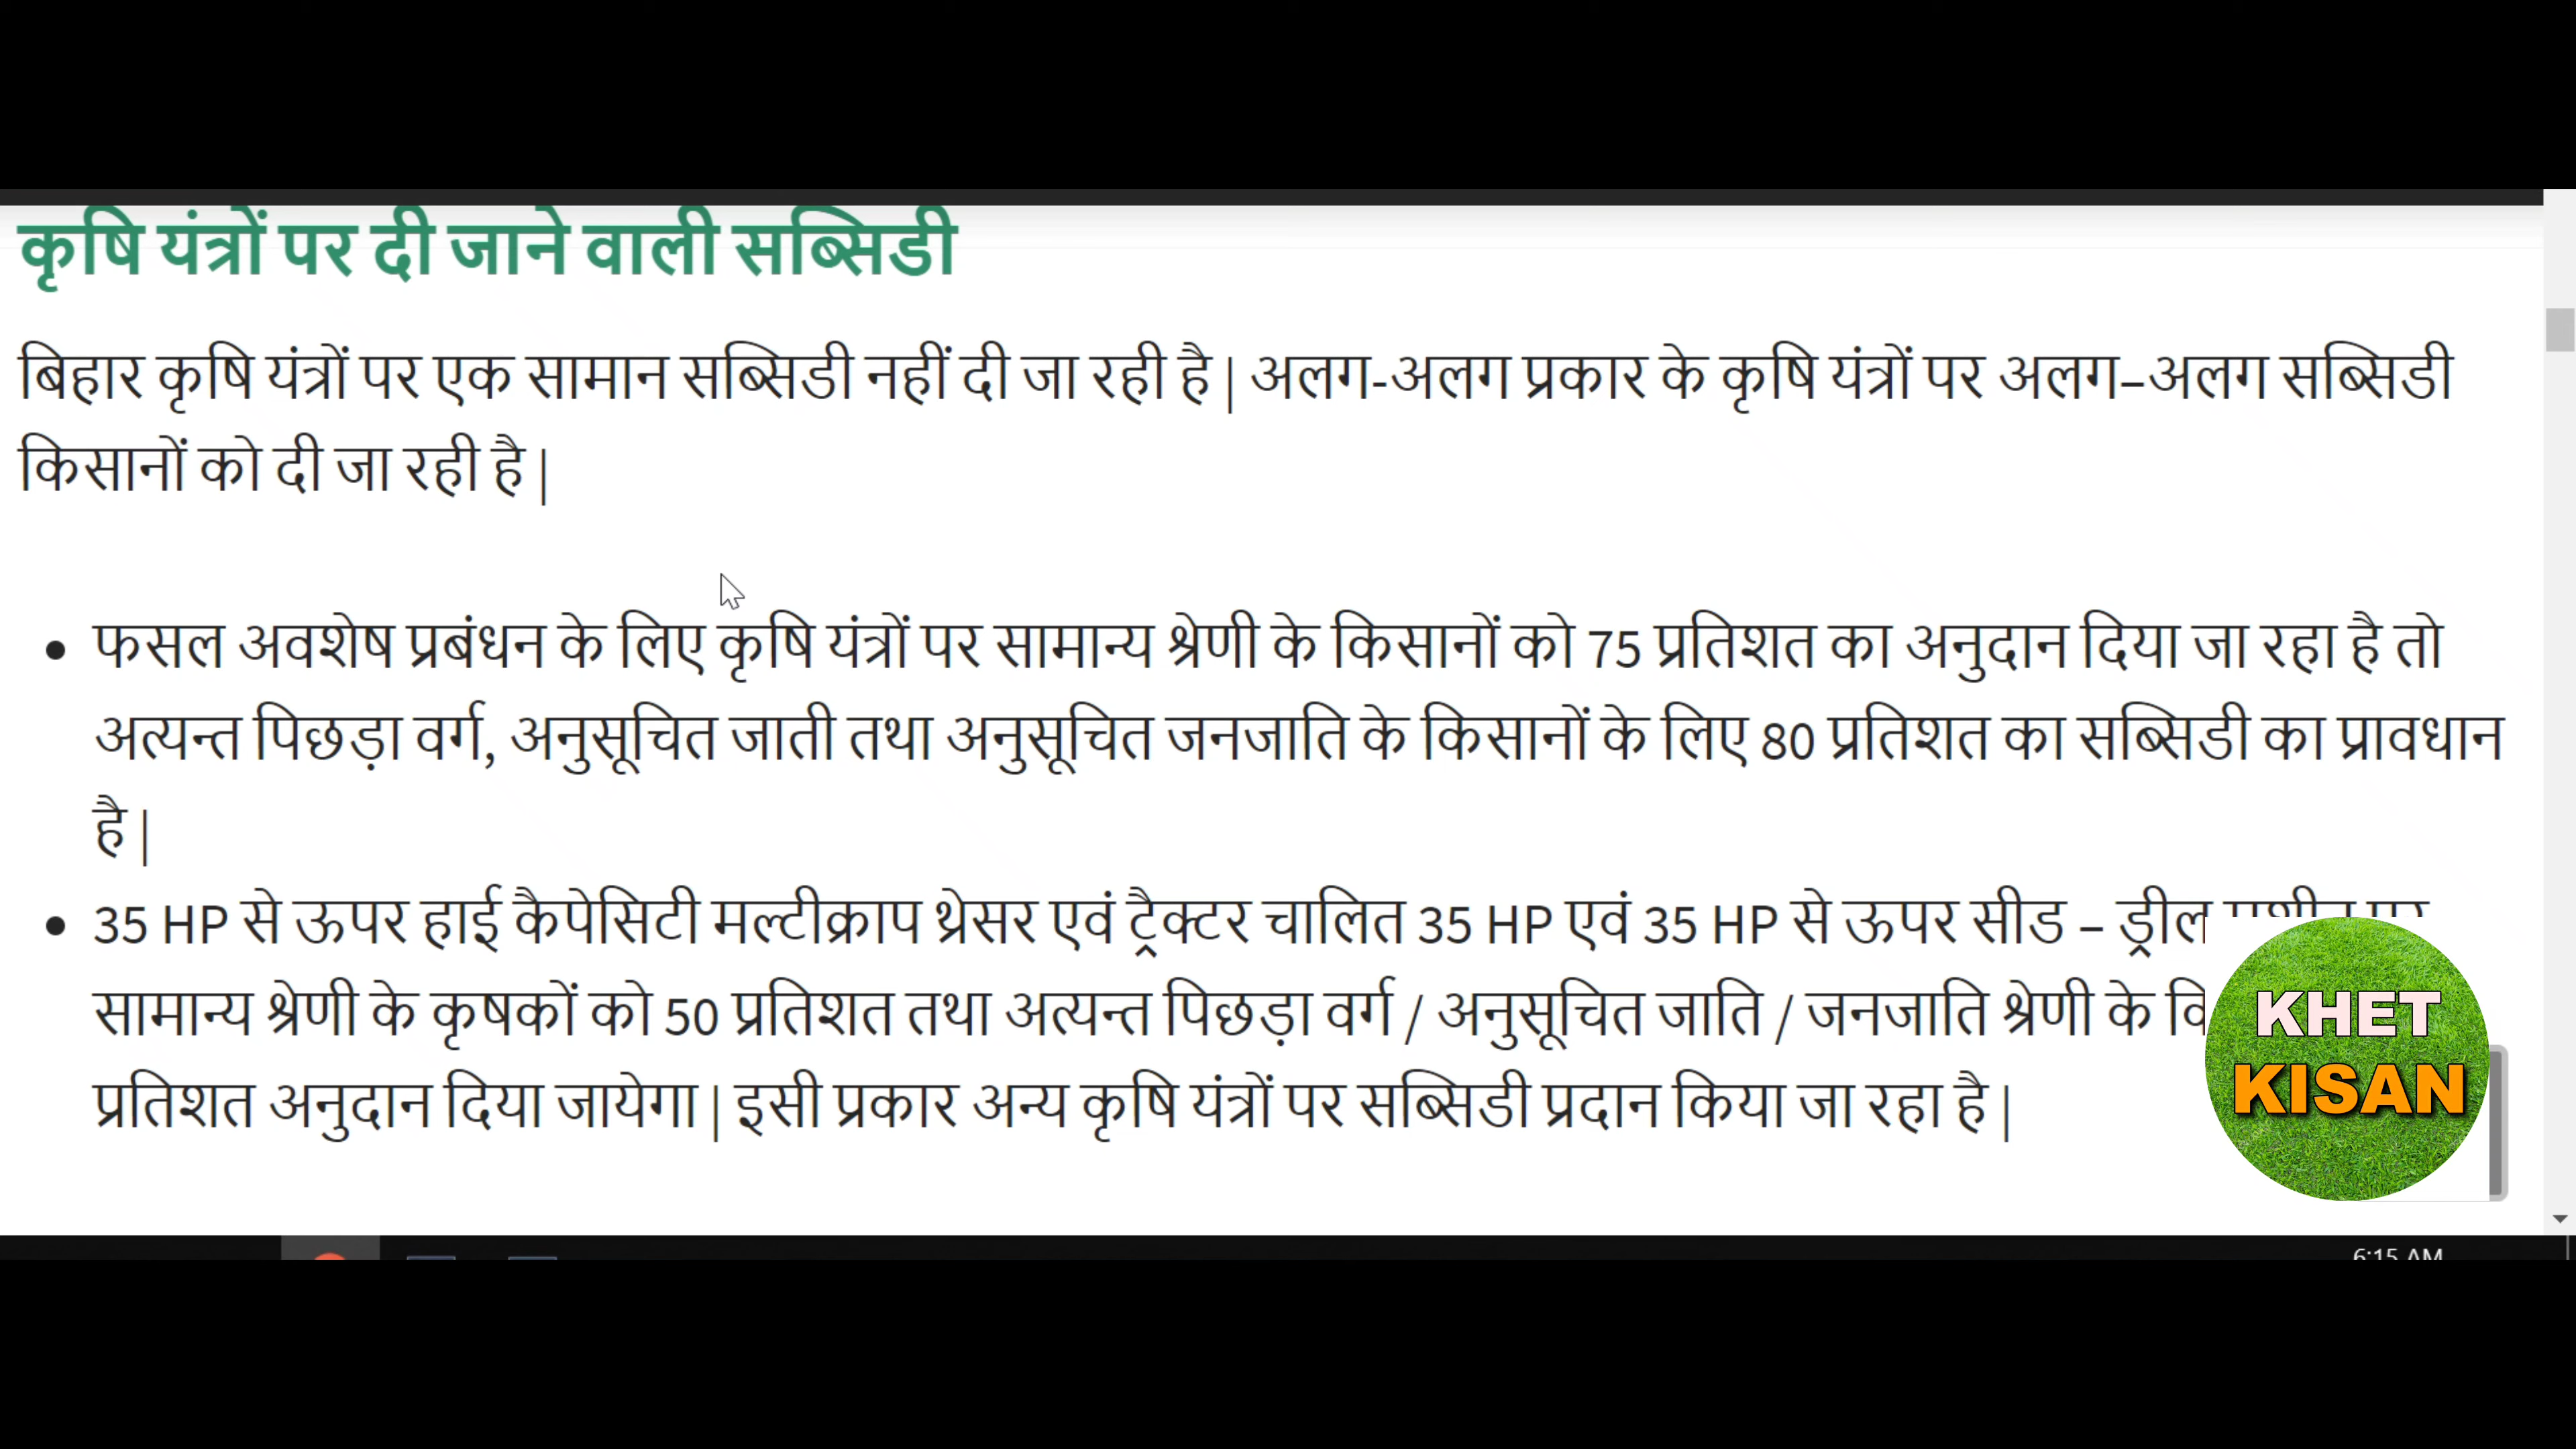 कृषि यंत्रों पर दी जाने वाली सब्सिडी
बिहार कृषि यंत्रों पर एक सामान सब्सिडी नहीं दी जा रही है | अलग-अलग प्रकार के कृषि यंत्रों पर अलग–अलग सब्सिडी
किसानों को दी जा रही है |
• फसल अवशेष प्रबंधन के लिए कृषि यंत्रों पर सामान्य श्रेणी के किसानों को 75 प्रतिशत का अनुदान दिया जा रहा है तो
अत्यन्त पिछड़ा वर्ग, अनुसूचित जाती तथा अनुसूचित जनजाति के किसानों के लिए 80 प्रतिशत का सब्सिडी का प्रावधान
है |
• 35 HP से ऊपर हाई कैपेसिटी मल्टीक्राप थ्रेसर एवं ट्रैक्टर चालित 35 HP एवं 35 HP से ऊपर सीड – ड्रील
सामान्य श्रेणी के कृषकों को 50 प्रतिशत तथा अत्यन्त पिछड़ा वर्ग / अनुसूचित जाति / जनजाति श्रेणी के
प्रतिशत अनुदान दिया जायेगा | इसी प्रकार अन्य कृषि यंत्रों पर सब्सिडी प्रदान किया जा रहा है |
KHET
KISAN
6:15 AM